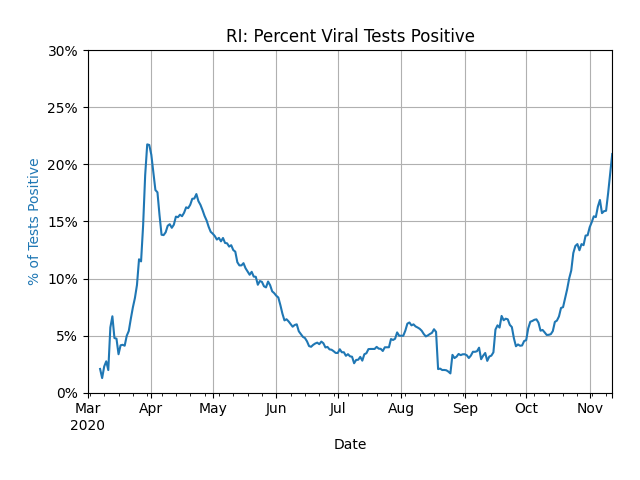 RI: Percent Viral Tests Positive
30%
25%
20%
15%
10%
5%
0%
% of Tests Positive
Mar Apr May Jun Jul Aug Sep Oct Nov
2020
Date